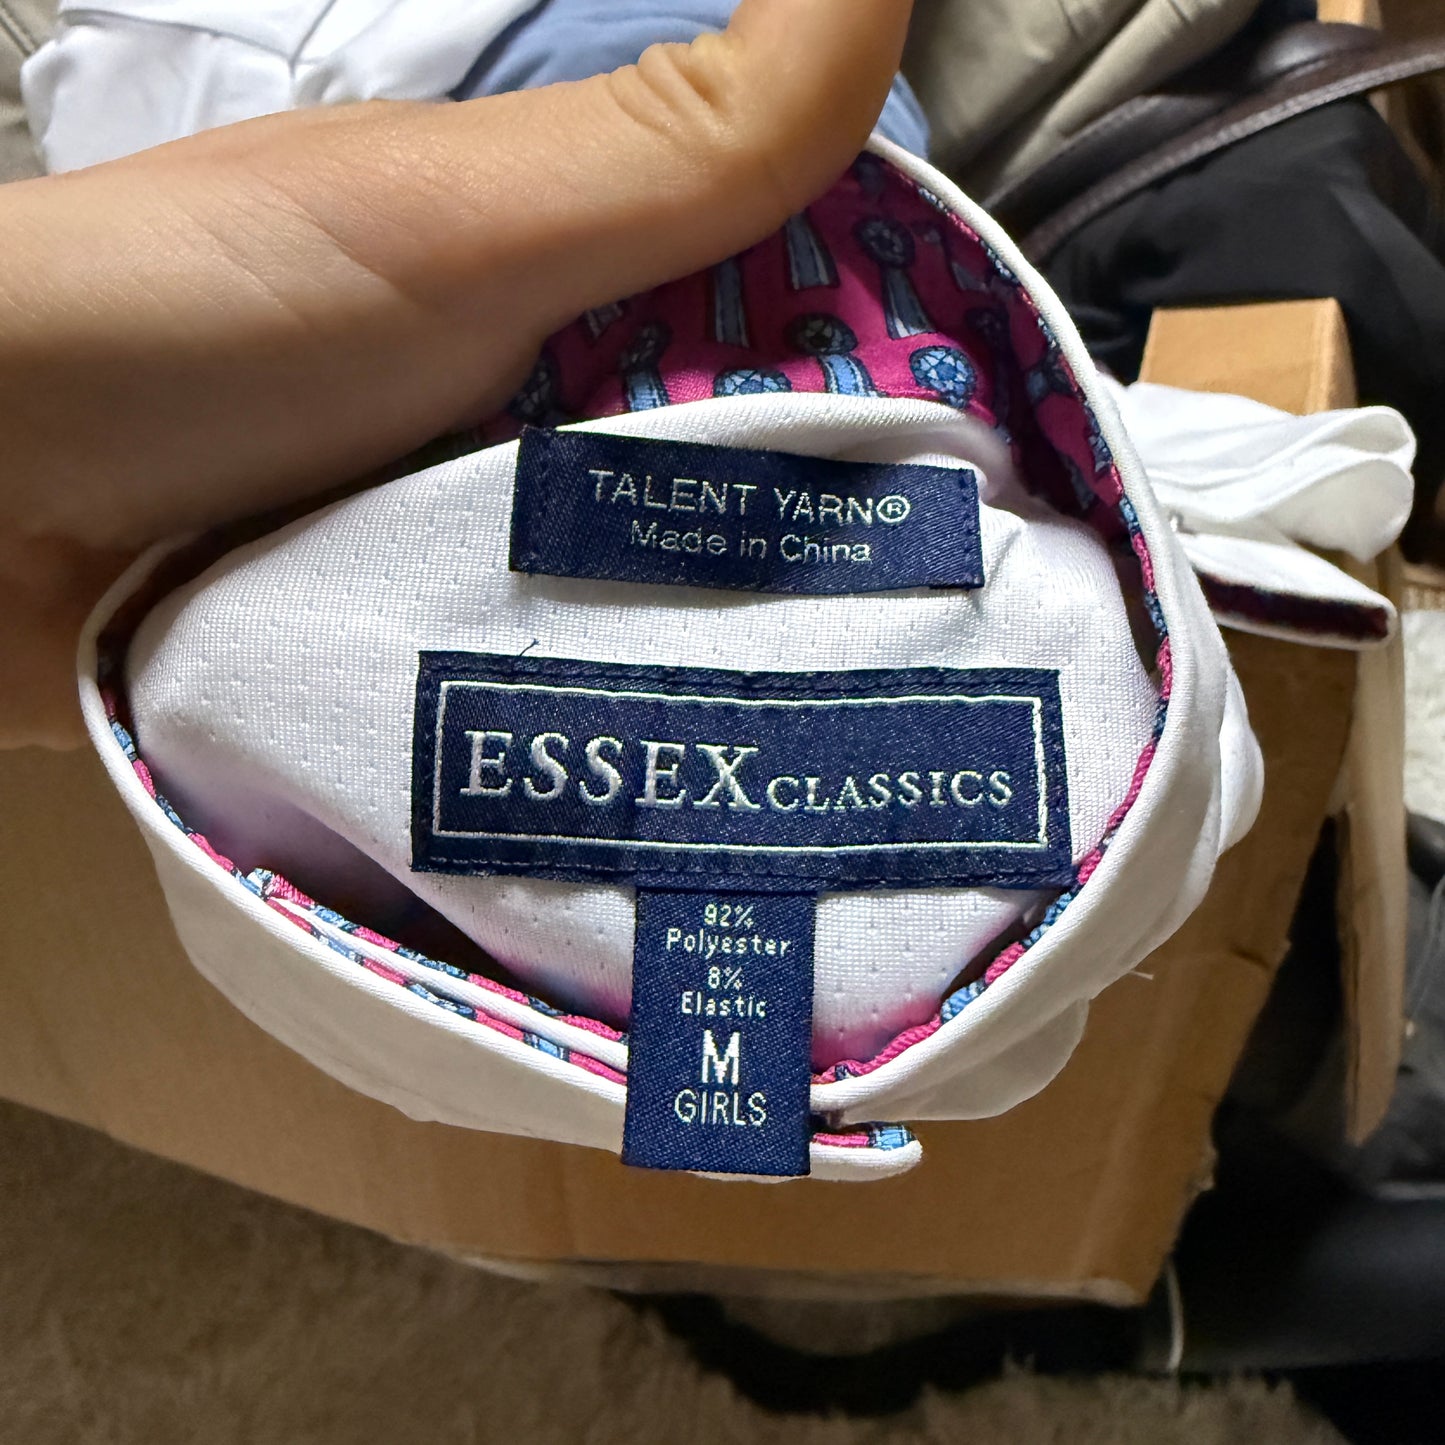 TALENT YARN®
Made in China
ESSEX CLASSICS
92%
Polyester
8%
Elastic
M
GIRLS